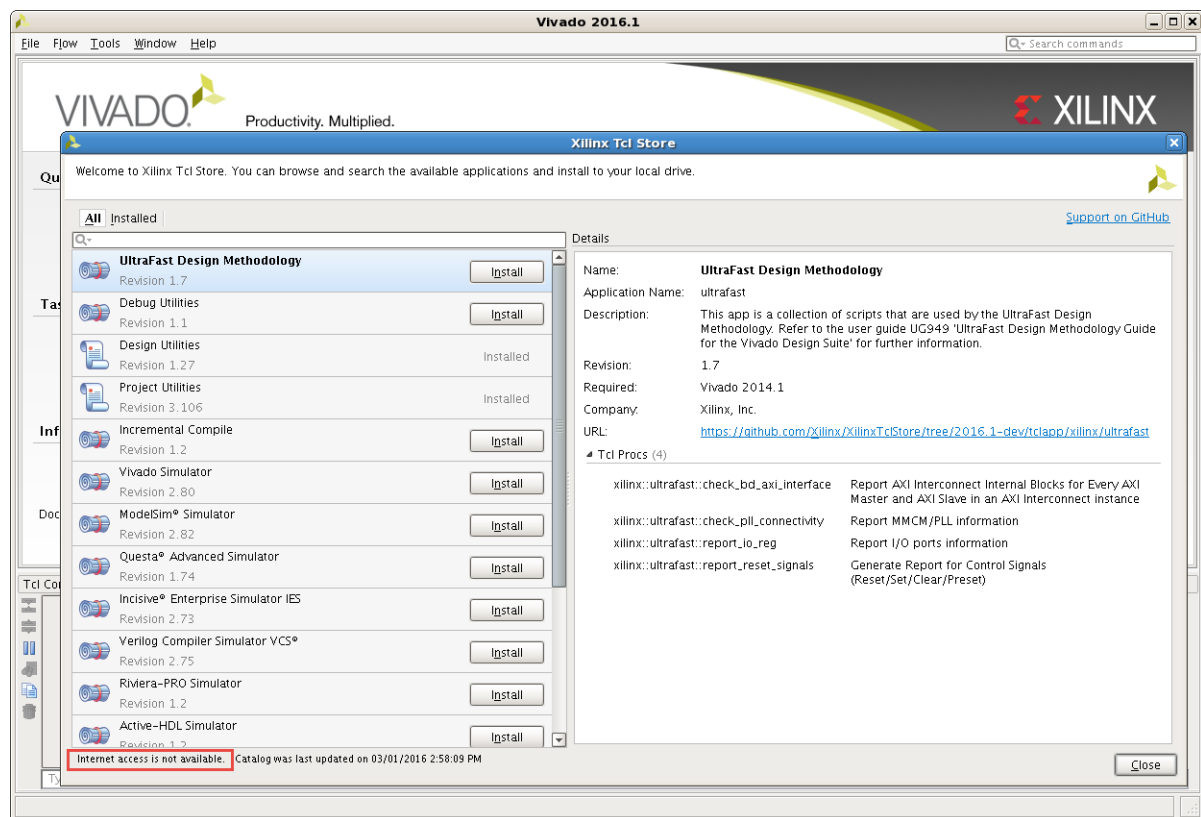 Vivado 2016.1
File Flow Tools Window Help
Search commands
VIVADO. Productivity. Multiplied.
XILINX
Xilinx Tcl Store
Qu
Welcome to Xilinx Tcl Store. You can browse and search the available applications and install to your local drive.
All Installed
Support on GitHub
Details
UltraFast Design Methodology
Revision 1.7
Install
Tas
Debug Utilities
Revision 1.1
Install
Design Utilities
Revision 1.27
Installed
Project Utilities
Revision 3.106
Installed
Inf
Incremental Compile
Revision 1.2
Install
Vivado Simulator
Revision 2.80
Install
Doc
ModelSim® Simulator
Revision 2.82
Install
Questa® Advanced Simulator
Revision 1.74
Install
Tcl Co
Incisive® Enterprise Simulator IES
Revision 2.73
Install
Verilog Compiler Simulator VCS®
Revision 2.75
Install
Riviera-PRO Simulator
Revision 1.2
Install
Active-HDL Simulator
Revision 1.2
Install
Name: UltraFast Design Methodology
Application Name: ultrafast
Description: This app is a collection of scripts that are used by the UltraFast Design
Methodology. Refer to the user guide UG949 'UltraFast Design Methodology Guide
for the Vivado Design Suite' for further information.
Revision: 1.7
Required: Vivado 2014.1
Company: Xilinx, Inc.
URL: https://github.com/Xilinx/XilinxTclStore/tree/2016.1-dev/tclapp/xilinx/ultrafast
Tcl Procs (4)
xilinx::ultrafast::check_bd_axi_interface Report AXI Interconnect Internal Blocks for Every AXI
Master and AXI Slave in an AXI Interconnect instance
xilinx::ultrafast::check_pll_connectivity Report MMCM/PLL information
xilinx::ultrafast::report_io_reg Report I/O ports information
xilinx::ultrafast::report_reset_signals Generate Report for Control Signals
(Reset/Set/Clear/Preset)
Internet access is not available. Catalog was last updated on 03/01/2016 2:58:09 PM
Close
Ty